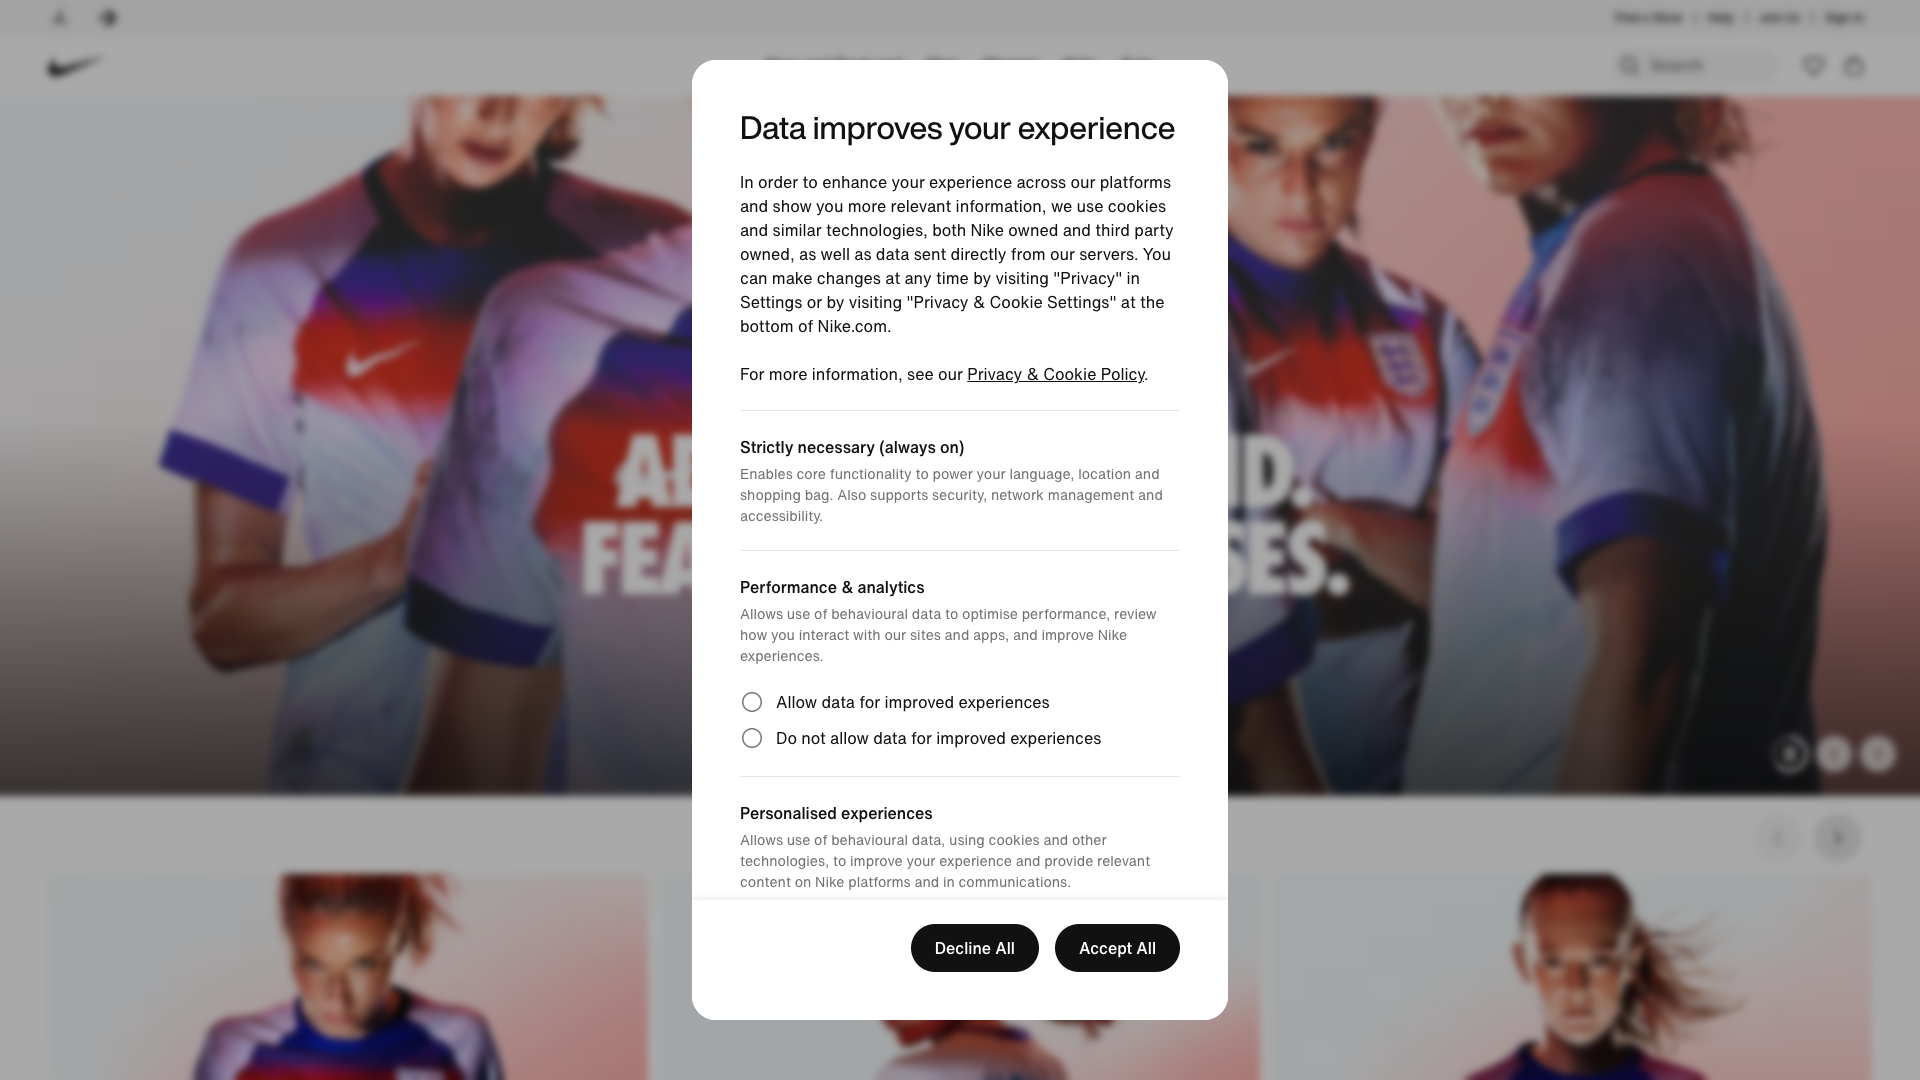 Find a Store | Help | Join Us | Sign In
Search
Data improves your experience
In order to enhance your experience across our platforms
and show you more relevant information, we use cookies
and similar technologies, both Nike owned and third party
owned, as well as data sent directly from our servers. You
can make changes at any time by visiting "Privacy" in
Settings or by visiting "Privacy & Cookie Settings" at the
bottom of Nike.com.
For more information, see our Privacy & Cookie Policy.
Strictly necessary (always on)
Enables core functionality to power your language, location and
shopping bag. Also supports security, network management and
accessibility.
Performance & analytics
Allows use of behavioural data to optimise performance, review
how you interact with our sites and apps, and improve Nike
experiences.
Allow data for improved experiences
Do not allow data for improved experiences
Personalised experiences
Allows use of behavioural data, using cookies and other
technologies, to improve your experience and provide relevant
content on Nike platforms and in communications.
Decline All
Accept All